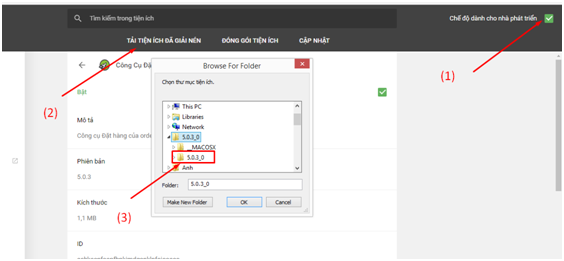 Tìm kiếm trong tiện ích
Chế độ dành cho nhà phát triển
TẢI TIỆN ÍCH ĐÃ GIẢI NÉN ĐÓNG GÓI TIỆN ÍCH CẬP NHẬT
(1)
(2)
Công Cụ Đặ
Bật
Mô tả
Công cụ Đặt hàng của orde
Phiên bản
5.0.3
Kích thước
1,1 MB
ID
Browse For Folder
Chọn thư mục tiện ích.
This PC
Libraries
Network
5.0.3_0
__MACOSX
5.0.3_0
Anh
(3)
Folder: 5.0.3_0
Make New Folder OK Cancel